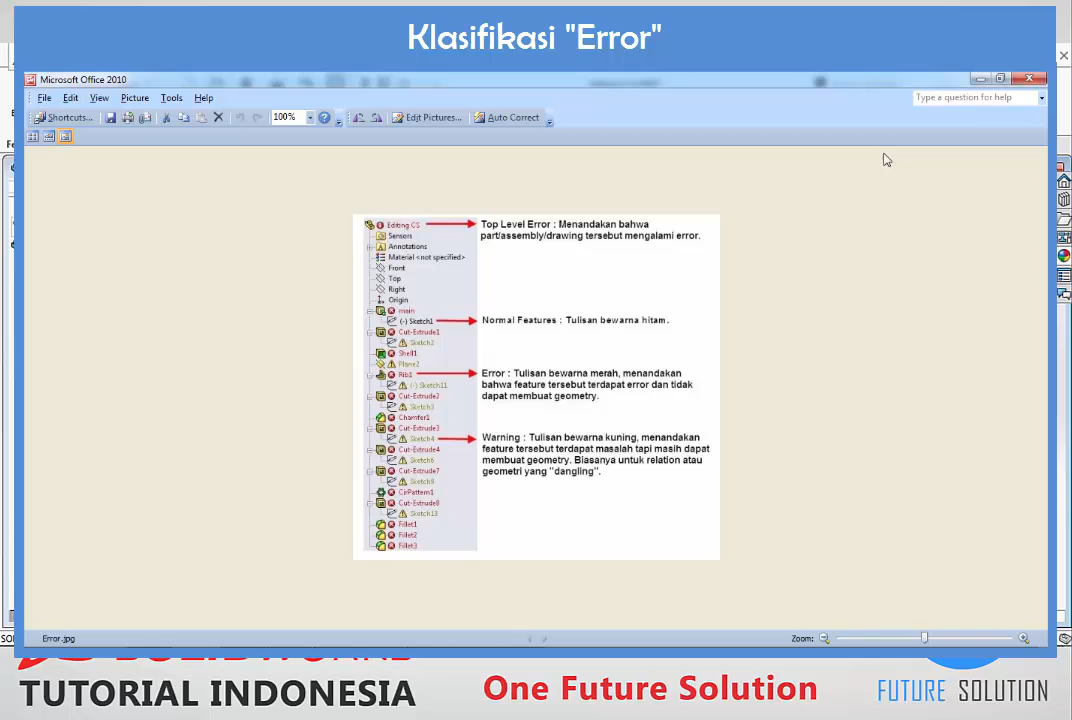 Klasifikasi "Error"
Microsoft Office 2010
File Edit View Picture Tools Help
Type a question for help
Shortcuts... 100% Edit Pictures... Auto Correct
Editing CS
Top Level Error : Menandakan bahwa
part/assembly/drawing tersebut mengalami error.
Sensors
Annotations
Material <not specified>
Front
Top
Right
Origin
main
(-) Sketch1
Normal Features : Tulisan bewarna hitam.
Cut-Extrude1
Sketch2
Shell1
Plane2
Rib1
Error : Tulisan bewarna merah, menandakan
bahwa feature tersebut terdapat error dan tidak
dapat membuat geometry.
(-) Sketch11
Cut-Extrude2
Sketch3
Chamfer1
Cut-Extrude3
Sketch4
Warning : Tulisan bewarna kuning, menandakan
feature tersebut terdapat masalah tapi masih dapat
membuat geometry. Biasanya untuk relation atau
geometri yang "dangling".
Cut-Extrude4
Sketch6
Cut-Extrude7
Sketch9
CirPattern1
Cut-Extrude8
Sketch13
Fillet1
Fillet2
Fillet3
Error.jpg
Zoom:
TUTORIAL INDONESIA
One Future Solution
FUTURE SOLUTION